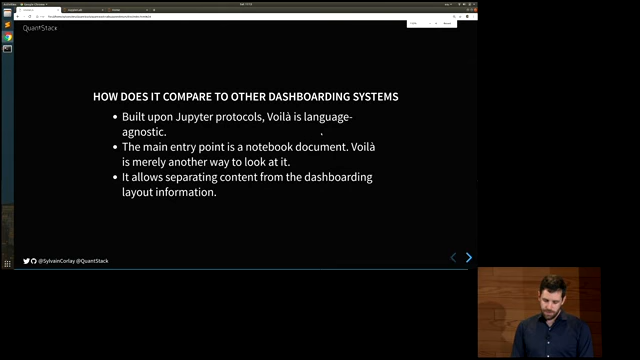 QuantStack
HOW DOES IT COMPARE TO OTHER DASHBOARDING SYSTEMS
• Built upon Jupyter protocols, Voilà is language-
agnostic.
• The main entry point is a notebook document. Voilà
is merely another way to look at it.
• It allows separating content from the dashboarding
layout information.
@SylvainCorlay @QuantStack